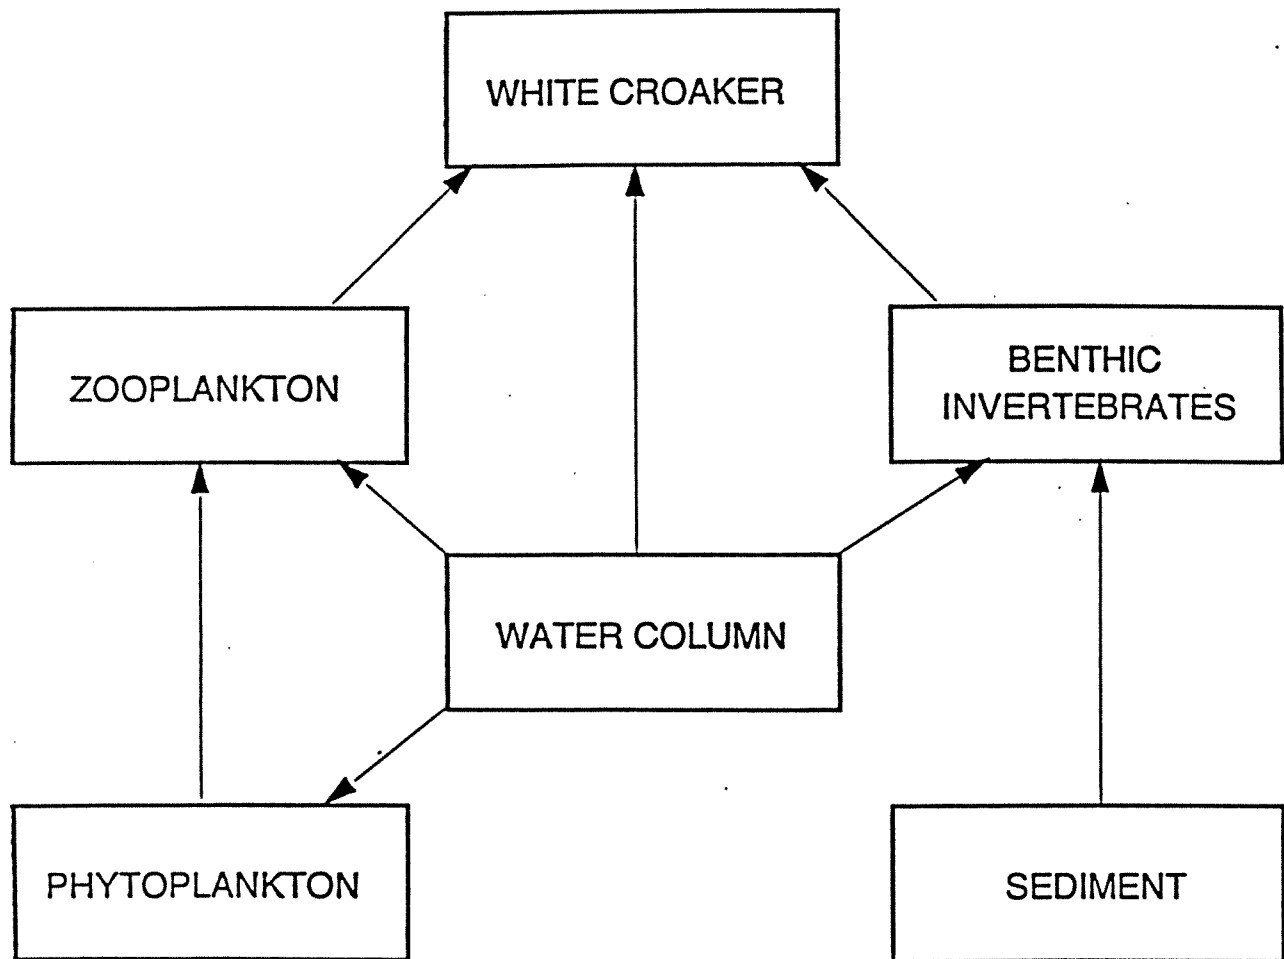 WHITE CROAKER
ZOOPLANKTON
BENTHIC
INVERTEBRATES
WATER COLUMN
PHYTOPLANKTON
SEDIMENT